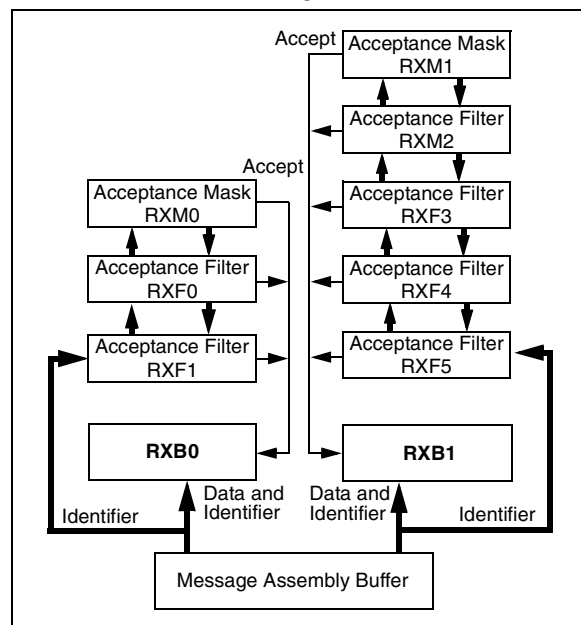 Accept
Acceptance Mask
RXM1
Acceptance Filter
RXM2
Accept
Acceptance Mask
RXM0
Acceptance Filter
RXF3
Acceptance Filter
RXF0
Acceptance Filter
RXF4
Acceptance Filter
RXF1
Acceptance Filter
RXF5
RXB0
RXB1
Identifier
Data and
Identifier
Data and
Identifier
Identifier
Message Assembly Buffer